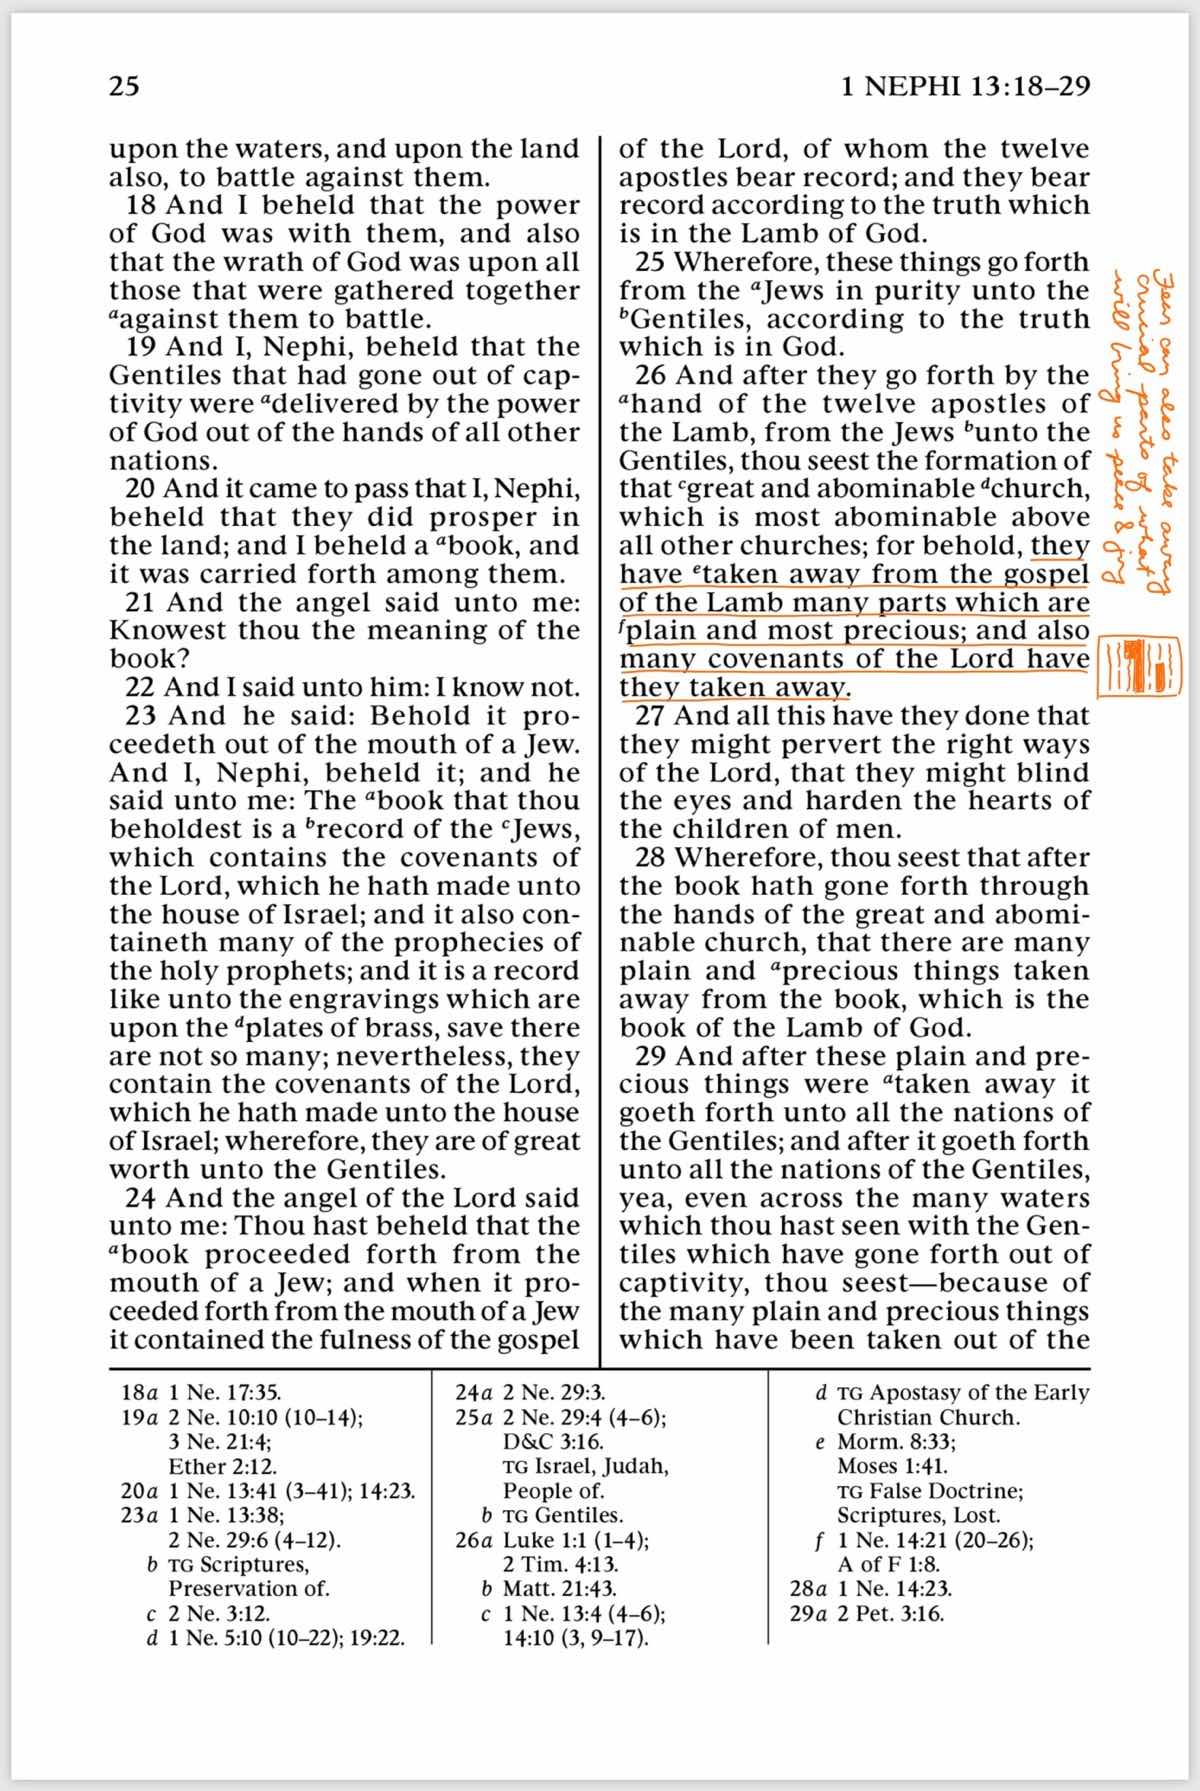 25
1 NEPHI 13:18–29
upon the waters, and upon the land
also, to battle against them.
18 And I beheld that the power
of God was with them, and also
that the wrath of God was upon all
those that were gathered together
ᵃagainst them to battle.
19 And I, Nephi, beheld that the
Gentiles that had gone out of cap-
tivity were ᵃdelivered by the power
of God out of the hands of all other
nations.
20 And it came to pass that I, Nephi,
beheld that they did prosper in
the land; and I beheld a ᵃbook, and
it was carried forth among them.
21 And the angel said unto me:
Knowest thou the meaning of the
book?
22 And I said unto him: I know not.
23 And he said: Behold it pro-
ceedeth out of the mouth of a Jew.
And I, Nephi, beheld it; and he
said unto me: The ᵃbook that thou
beholdest is a ᵇrecord of the ᶜJews,
which contains the covenants of
the Lord, which he hath made unto
the house of Israel; and it also con-
taineth many of the prophecies of
the holy prophets; and it is a record
like unto the engravings which are
upon the ᵈplates of brass, save there
are not so many; nevertheless, they
contain the covenants of the Lord,
which he hath made unto the house
of Israel; wherefore, they are of great
worth unto the Gentiles.
24 And the angel of the Lord said
unto me: Thou hast beheld that the
ᵃbook proceeded forth from the
mouth of a Jew; and when it pro-
ceeded forth from the mouth of a Jew
it contained the fulness of the gospel
of the Lord, of whom the twelve
apostles bear record; and they bear
record according to the truth which
is in the Lamb of God.
25 Wherefore, these things go forth
from the ᵃJews in purity unto the
ᵇGentiles, according to the truth
which is in God.
26 And after they go forth by the
ᵃhand of the twelve apostles of
the Lamb, from the Jews ᵇunto the
Gentiles, thou seest the formation of
that ᶜgreat and abominable ᵈchurch,
which is most abominable above
all other churches; for behold, they
have ᵉtaken away from the gospel
of the Lamb many parts which are
ᶠplain and most precious; and also
many covenants of the Lord have
they taken away.
27 And all this have they done that
they might pervert the right ways
of the Lord, that they might blind
the eyes and harden the hearts of
the children of men.
28 Wherefore, thou seest that after
the book hath gone forth through
the hands of the great and abomi-
nable church, that there are many
plain and ᵃprecious things taken
away from the book, which is the
book of the Lamb of God.
29 And after these plain and pre-
cious things were ᵃtaken away it
goeth forth unto all the nations of
the Gentiles; and after it goeth forth
unto all the nations of the Gentiles,
yea, even across the many waters
which thou hast seen with the Gen-
tiles which have gone forth out of
captivity, thou seest—because of
the many plain and precious things
which have been taken out of the
Fear can also take away
crucial parts of what
will bring us peace & joy
18a 1 Ne. 17:35.
19a 2 Ne. 10:10 (10–14);
3 Ne. 21:4;
Ether 2:12.
20a 1 Ne. 13:41 (3–41); 14:23.
23a 1 Ne. 13:38;
2 Ne. 29:6 (4–12).
b TG Scriptures,
Preservation of.
c 2 Ne. 3:12.
d 1 Ne. 5:10 (10–22); 19:22.
24a 2 Ne. 29:3.
25a 2 Ne. 29:4 (4–6);
D&C 3:16.
TG Israel, Judah,
People of.
b TG Gentiles.
26a Luke 1:1 (1–4);
2 Tim. 4:13.
b Matt. 21:43.
c 1 Ne. 13:4 (4–6);
14:10 (3, 9–17).
d TG Apostasy of the Early
Christian Church.
e Morm. 8:33;
Moses 1:41.
TG False Doctrine;
Scriptures, Lost.
f 1 Ne. 14:21 (20–26);
A of F 1:8.
28a 1 Ne. 14:23.
29a 2 Pet. 3:16.